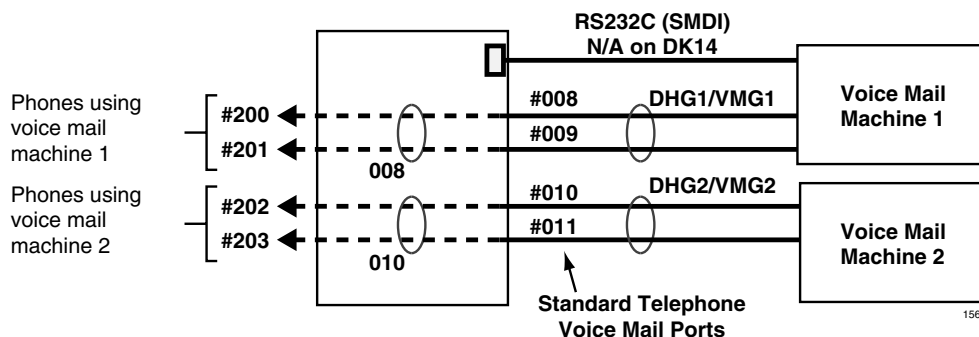 RS232C (SMDI)
N/A on DK14
Phones using
voice mail
machine 1
#200
#201
008
#008
DHG1/VMG1
#009
Voice Mail
Machine 1
Phones using
voice mail
machine 2
#202
#203
010
#010
DHG2/VMG2
#011
Voice Mail
Machine 2
Standard Telephone
Voice Mail Ports
156